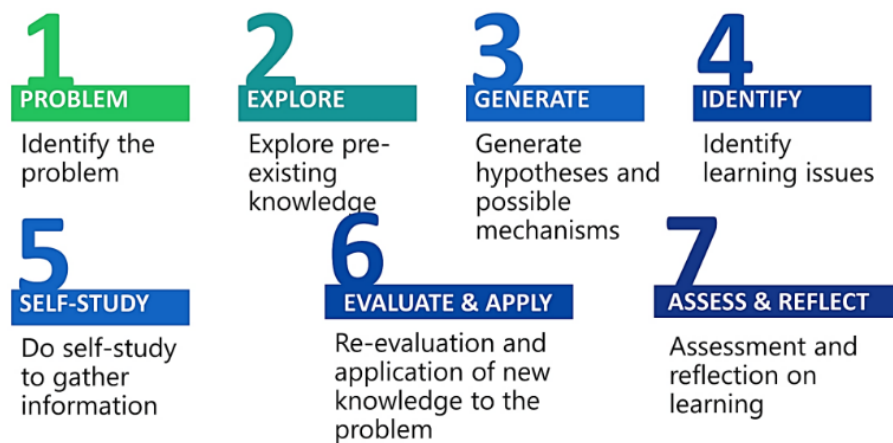 1
PROBLEM
Identify the
problem
2
EXPLORE
Explore pre-
existing
knowledge
3
GENERATE
Generate
hypotheses and
possible
mechanisms
4
IDENTIFY
Identify
learning issues
5
SELF-STUDY
Do self-study
to gather
information
6
EVALUATE & APPLY
Re-evaluation and
application of new
knowledge to the
problem
7
ASSESS & REFLECT
Assessment and
reflection on
learning